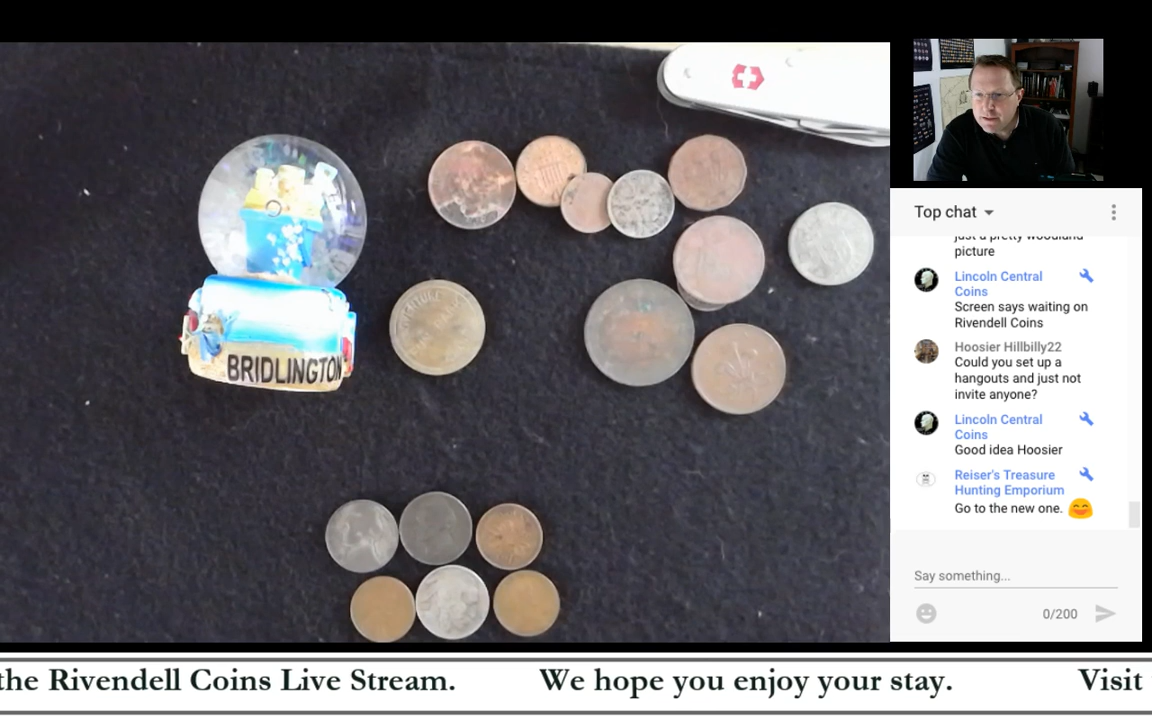 BRIDLINGTON
Top chat
just a pretty woodland
picture
Lincoln Central
Coins
Screen says waiting on
Rivendell Coins
Hoosier Hillbilly22
Could you set up a
hangouts and just not
invite anyone?
Lincoln Central
Coins
Good idea Hoosier
Reiser's Treasure
Hunting Emporium
Go to the new one.
Say something...
0/200
the Rivendell Coins Live Stream. We hope you enjoy your stay. Visit